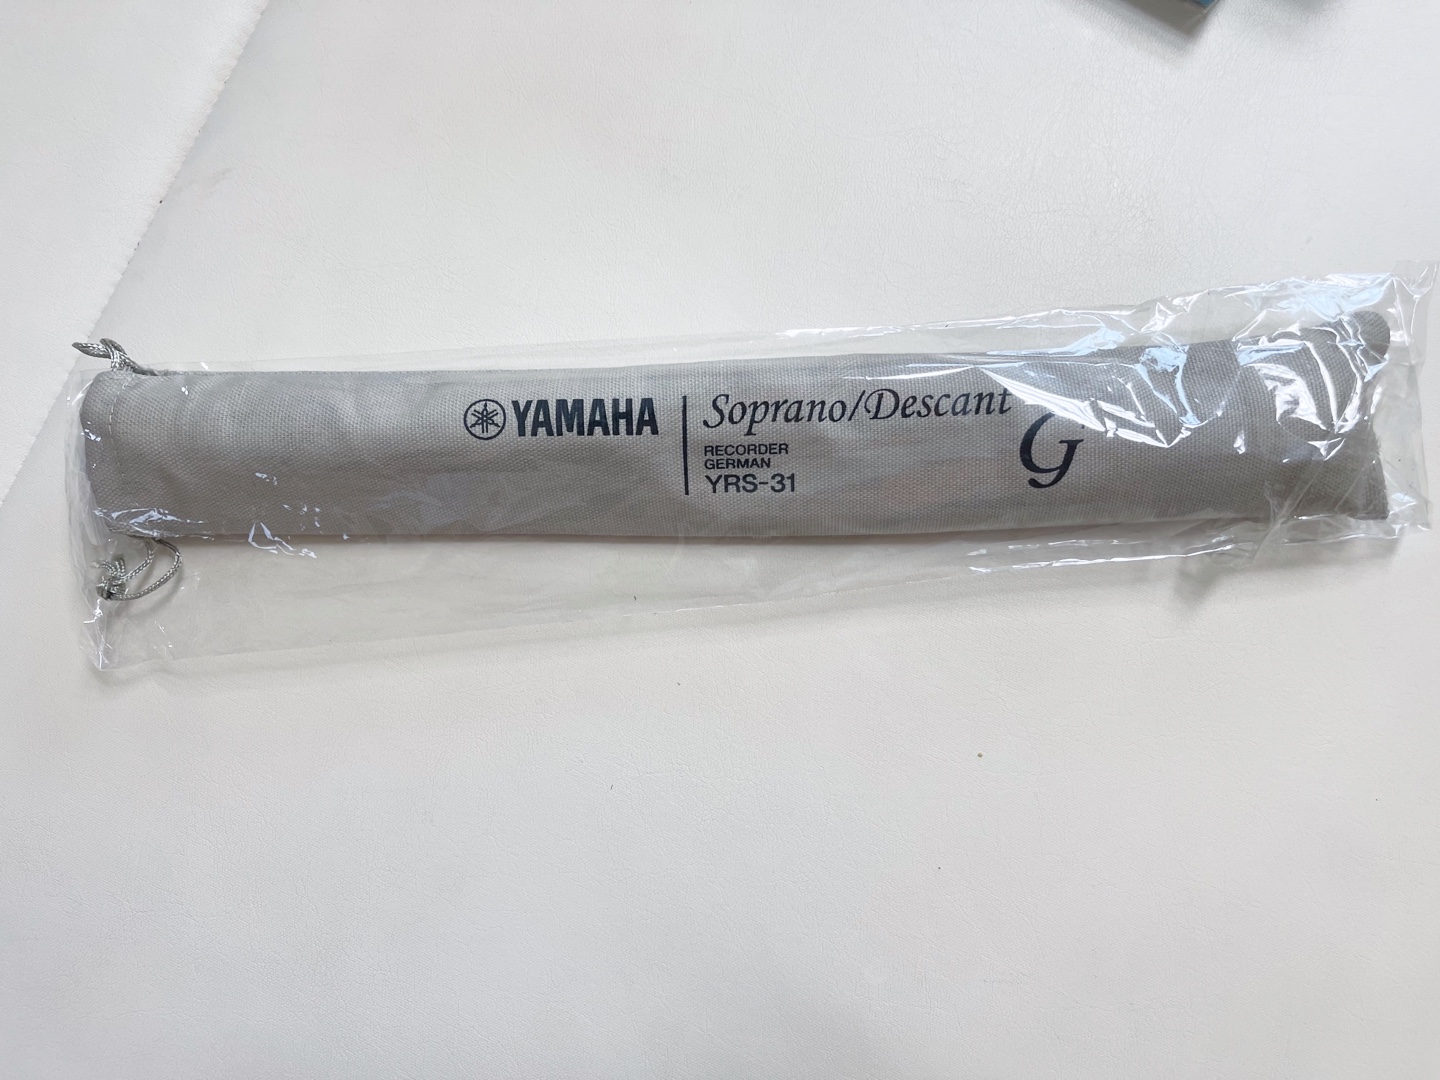 YAMAHA
Soprano/Descant
RECORDER
GERMAN
YRS-31
G